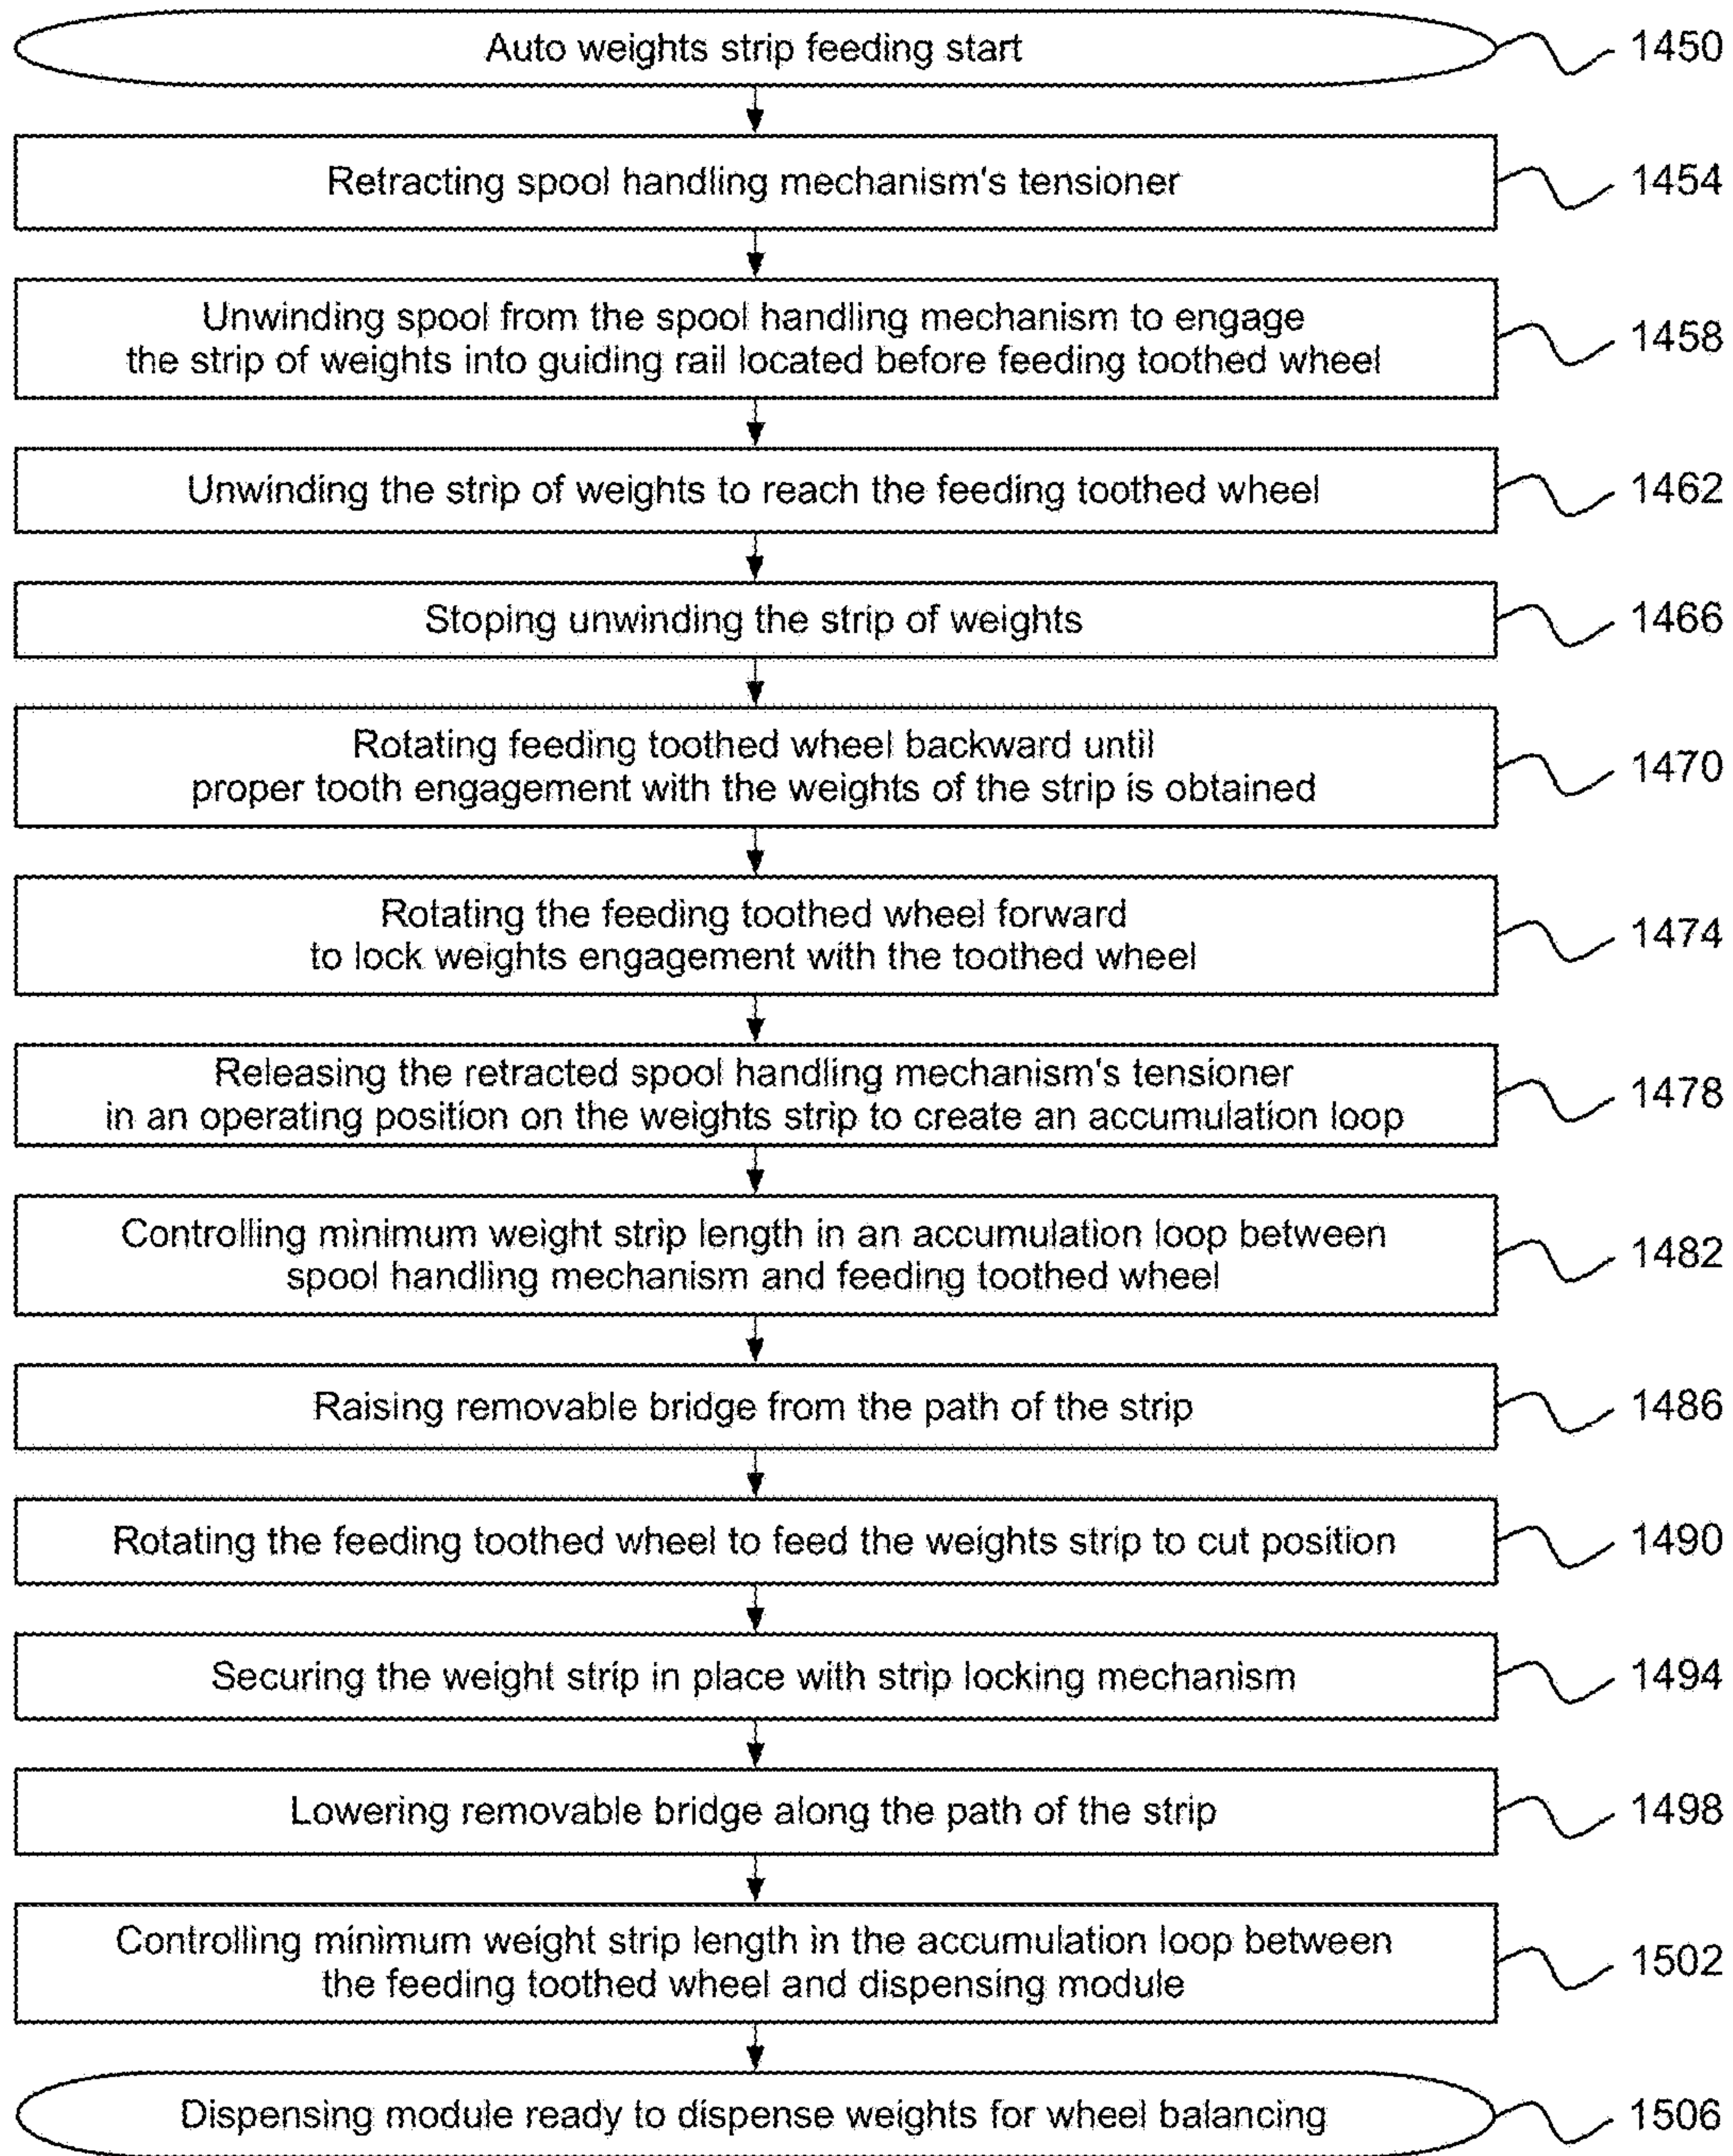 Auto weights strip feeding start
1450
Retracting spool handling mechanism's tensioner
1454
Unwinding spool from the spool handling mechanism to engage
the strip of weights into guiding rail located before feeding toothed wheel
1458
Unwinding the strip of weights to reach the feeding toothed wheel
1462
Stoping unwinding the strip of weights
1466
Rotating feeding toothed wheel backward until
proper tooth engagement with the weights of the strip is obtained
1470
Rotating the feeding toothed wheel forward
to lock weights engagement with the toothed wheel
1474
Releasing the retracted spool handling mechanism's tensioner
in an operating position on the weights strip to create an accumulation loop
1478
Controlling minimum weight strip length in an accumulation loop between
spool handling mechanism and feeding toothed wheel
1482
Raising removable bridge from the path of the strip
1486
Rotating the feeding toothed wheel to feed the weights strip to cut position
1490
Securing the weight strip in place with strip locking mechanism
1494
Lowering removable bridge along the path of the strip
1498
Controlling minimum weight strip length in the accumulation loop between
the feeding toothed wheel and dispensing module
1502
Dispensing module ready to dispense weights for wheel balancing
1506